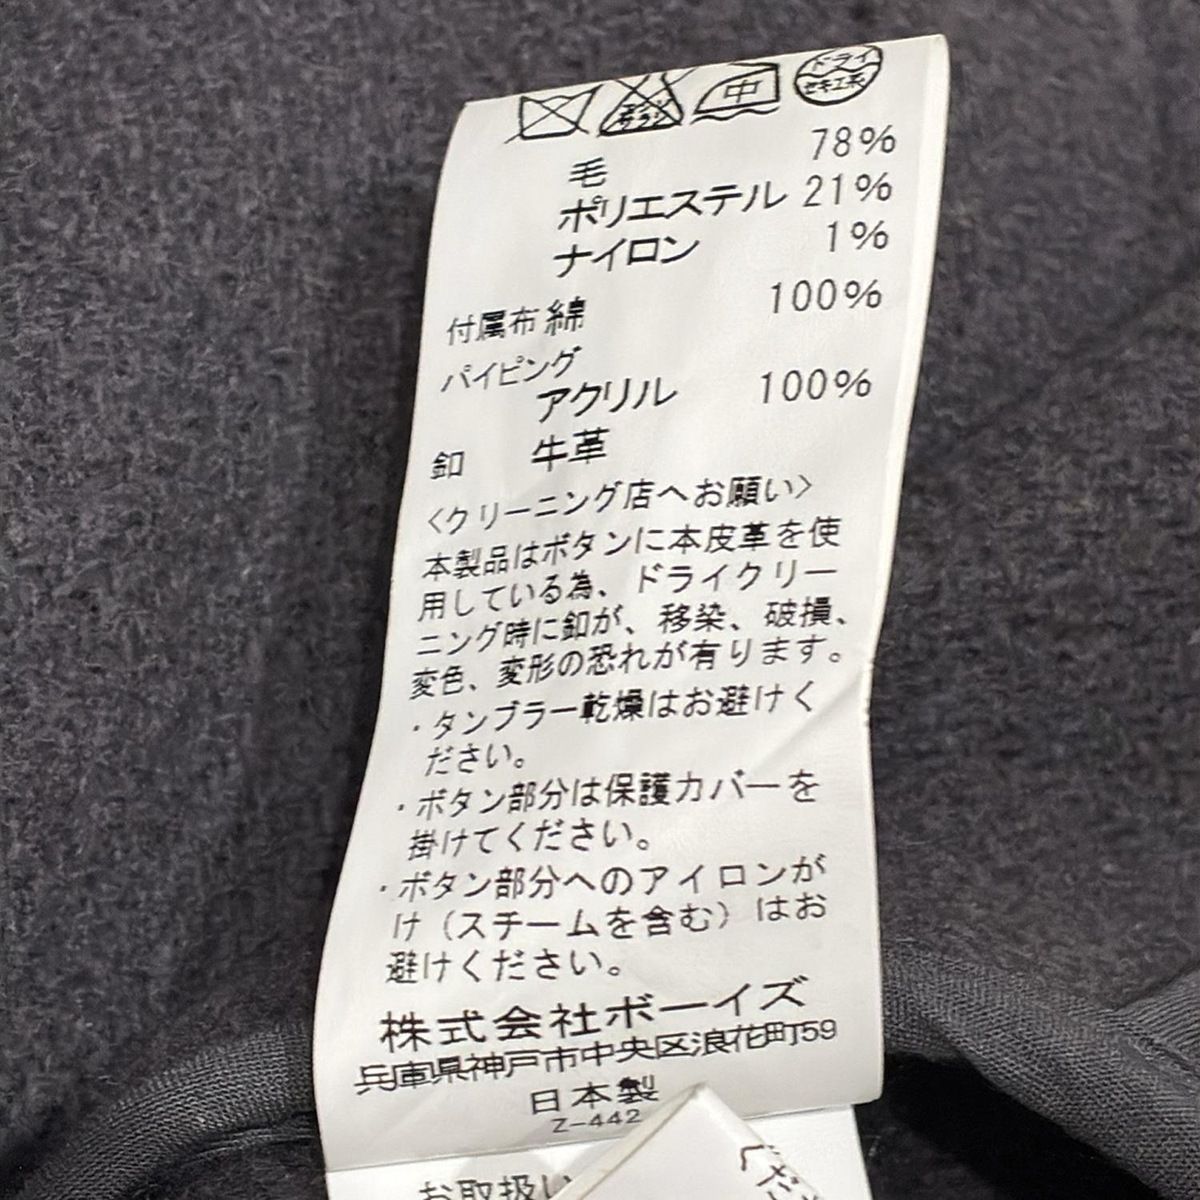 中
ドライ
セキユ系
毛 78%
ポリエステル 21%
ナイロン 1%
付属布 綿 100%
パイピング
アクリル 100%
釦 牛革
〈クリーニング店へお願い〉
本製品はボタンに本皮革を使
用している為、ドライクリー
ニング時に釦が、移染、破損、
変色、変形の恐れが有ります。
・タンブラー乾燥はお避けく
ださい。
・ボタン部分は保護カバーを
掛けてください。
・ボタン部分へのアイロンが
け（スチームを含む）はお
避けください。
株式会社ボーイズ
兵庫県神戸市中央区浪花町59
日本製
Z-442
お取扱い